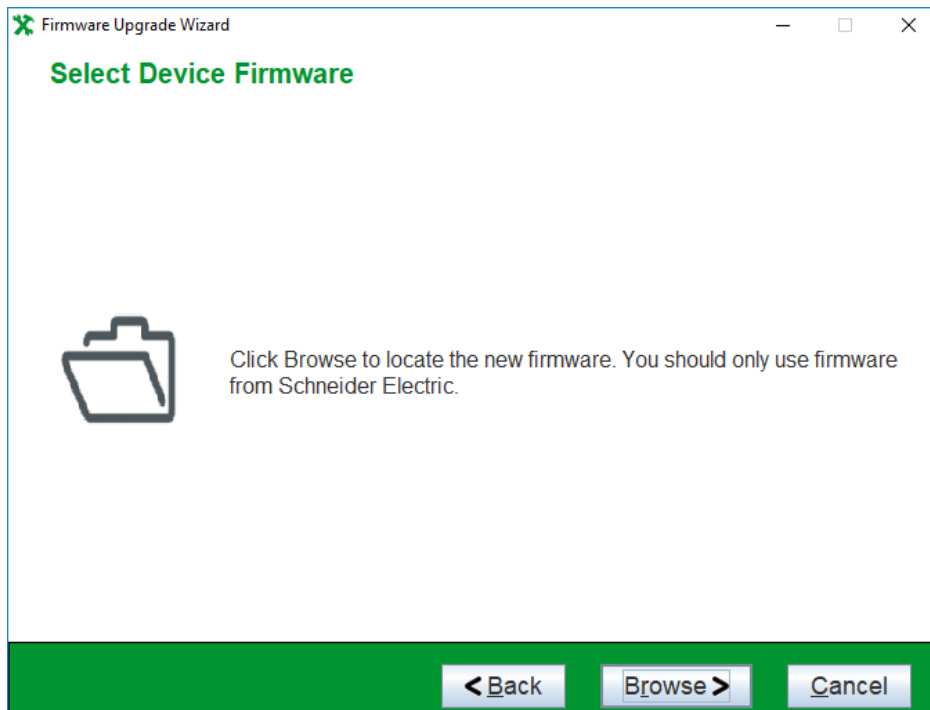 Firmware Upgrade Wizard
Select Device Firmware
Click Browse to locate the new firmware. You should only use firmware
from Schneider Electric.
< Back
Browse >
Cancel